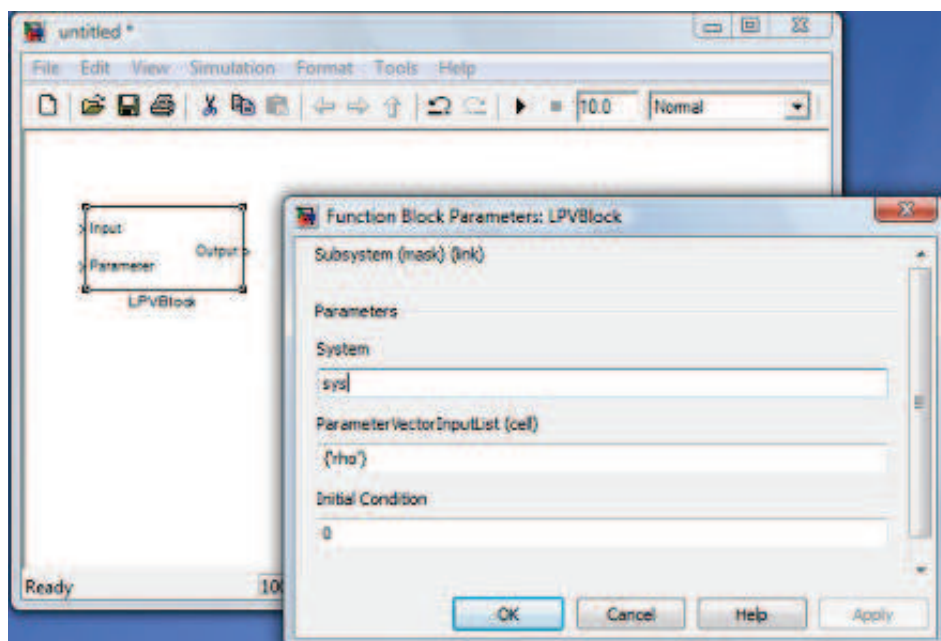 untitled *
File Edit View Simulation Format Tools Help
10.0 Normal
Input
Output
Parameter
LPVBlock
Ready 100
Function Block Parameters: LPVBlock
Subsystem (mask) (link)
Parameters
System
sys
ParameterVectorInputList (cell)
{'rho'}
Initial Condition
0
OK Cancel Help Apply